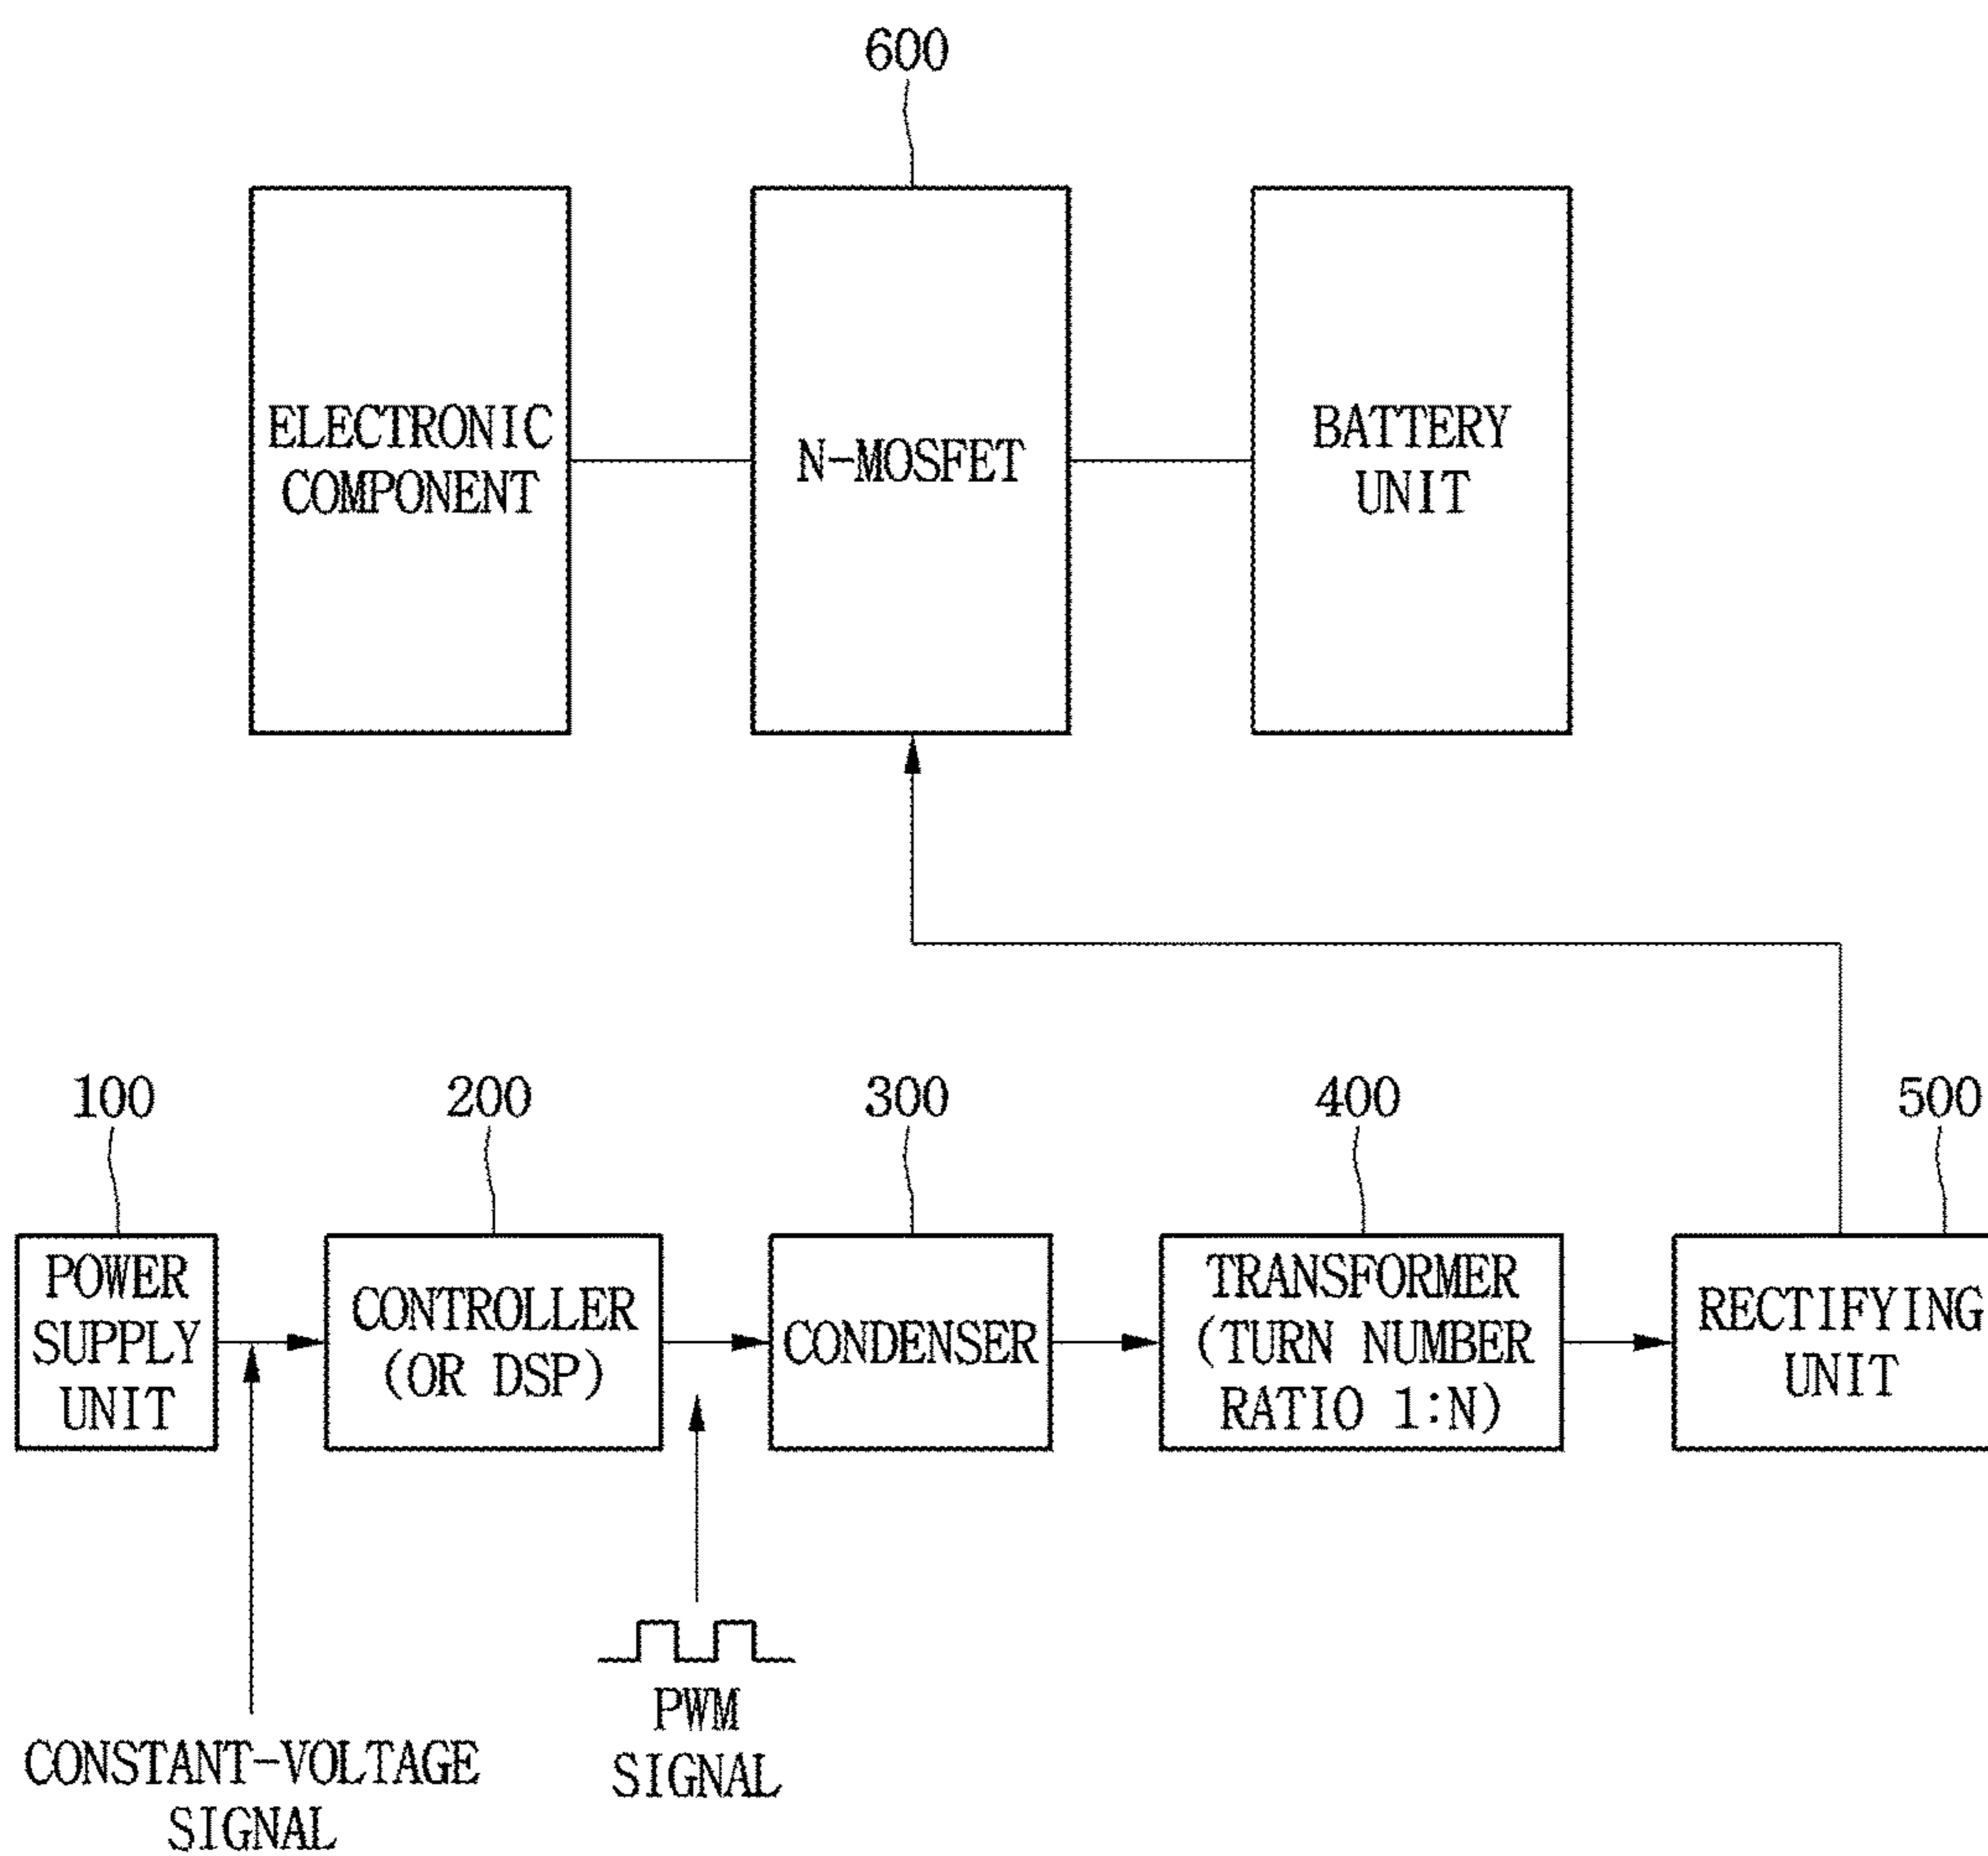 600
ELECTRONIC
COMPONENT
N-MOSFET
BATTERY
UNIT
100
200
300
400
500
POWER
SUPPLY
UNIT
CONTROLLER
(OR DSP)
CONDENSER
TRANSFORMER
(TURN NUMBER
RATIO 1:N)
RECTIFYING
UNIT
PWM
SIGNAL
CONSTANT-VOLTAGE
SIGNAL